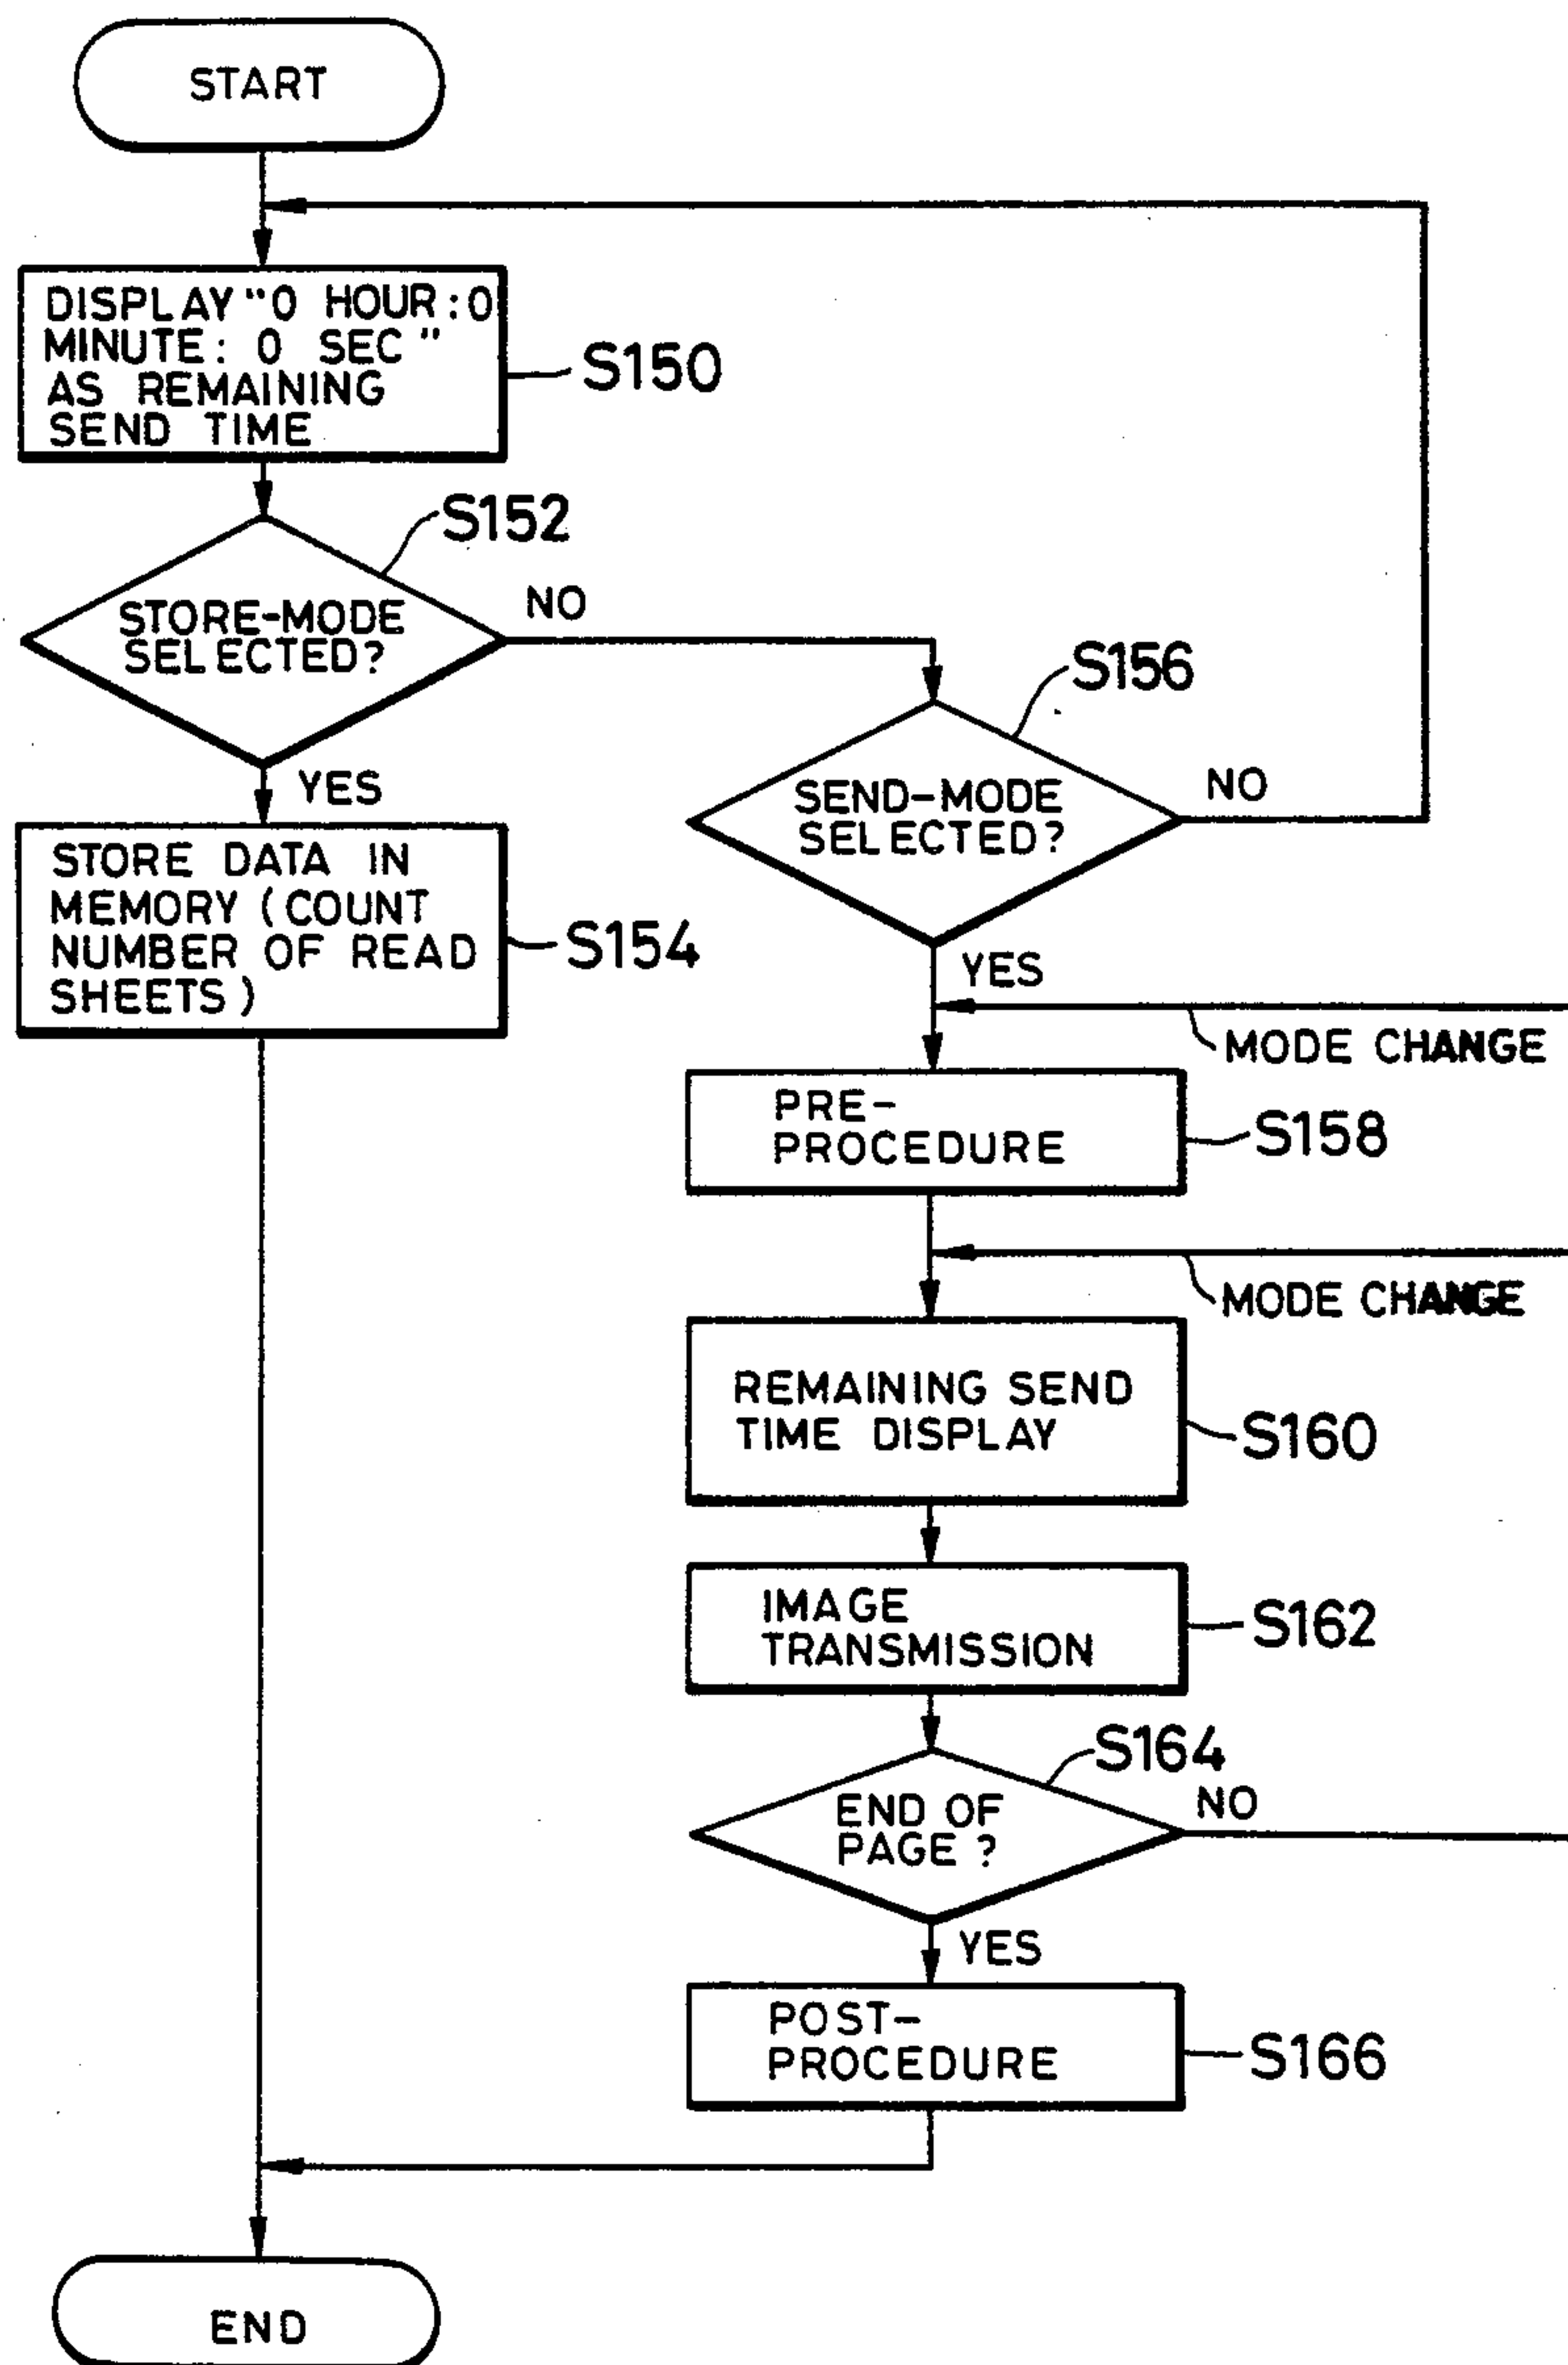 START
DISPLAY "0 HOUR:0
MINUTE: 0 SEC"
AS REMAINING
SEND TIME
S150
S152
STORE-MODE
SELECTED?
NO
YES
STORE DATA IN
MEMORY (COUNT
NUMBER OF READ
SHEETS)
S154
S156
SEND-MODE
SELECTED?
NO
YES
MODE CHANGE
PRE-
PROCEDURE
S158
MODE CHANGE
REMAINING SEND
TIME DISPLAY
S160
IMAGE
TRANSMISSION
S162
S164
END OF
PAGE ?
NO
YES
POST-
PROCEDURE
S166
END